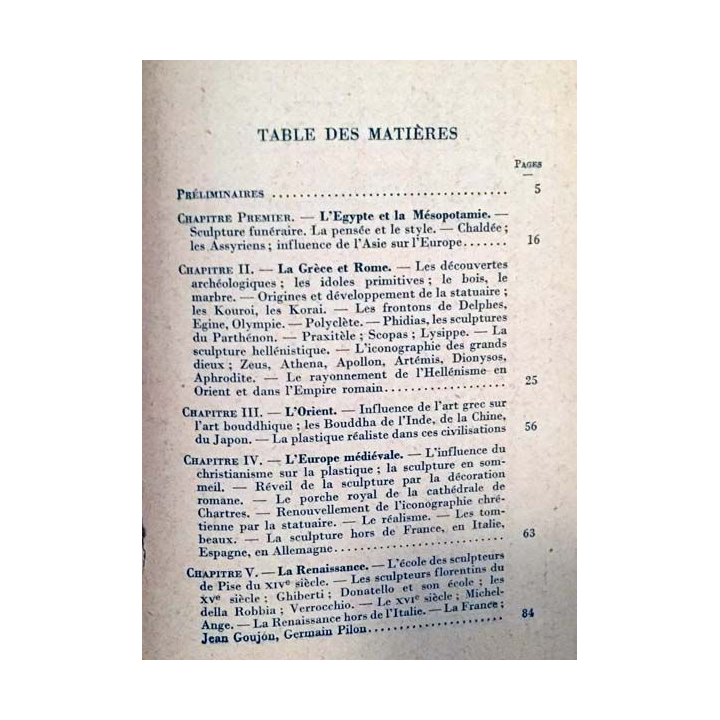 TABLE DES MATIÈRES
PAGES
PRÉLIMINAIRES ................................... 5
CHAPITRE PREMIER. — L'Egypte et la Mésopotamie. —
Sculpture funéraire. La pensée et le style. — Chaldée ;
les Assyriens ; influence de l'Asie sur l'Europe....... 16
CHAPITRE II. — La Grèce et Rome. — Les découvertes
archéologiques ; les idoles primitives ; le bois, le
marbre. — Origines et développement de la statuaire ;
les Kouroi, les Korai. — Les frontons de Delphes,
Egine, Olympie. — Polyclète. — Phidias, les sculptures
du Parthénon. — Praxitèle ; Scopas ; Lysippe. — La
sculpture hellénistique. — L'iconographie des grands
dieux ; Zeus, Athena, Apollon, Artémis, Dionysos,
Aphrodite. — Le rayonnement de l'Hellénisme en
Orient et dans l'Empire romain.................. 25
CHAPITRE III. — L'Orient. — Influence de l'art grec sur
l'art bouddhique ; les Bouddha de l'Inde, de la Chine,
du Japon. — La plastique réaliste dans ces civilisations 56
CHAPITRE IV. — L'Europe médiévale. — L'influence du
christianisme sur la plastique ; la sculpture en som-
meil. — Réveil de la sculpture par la décoration
romane. — Le porche royal de la cathédrale de
Chartres. — Renouvellement de l'iconographie chré-
tienne par la statuaire. — Le réalisme. — Les tom-
beaux. — La sculpture hors de France, en Italie,
Espagne, en Allemagne......................... 63
CHAPITRE V. — La Renaissance. — L'école des sculpteurs
de Pise du XIVe siècle. — Les sculpteurs florentins du
XVe siècle ; Ghiberti ; Donatello et son école ; les
della Robbia ; Verrocchio. — Le XVIe siècle ; Michel-
Ange. — La Renaissance hors de l'Italie. — La France ;
Jean Goujon, Germain Pilon.................... 84